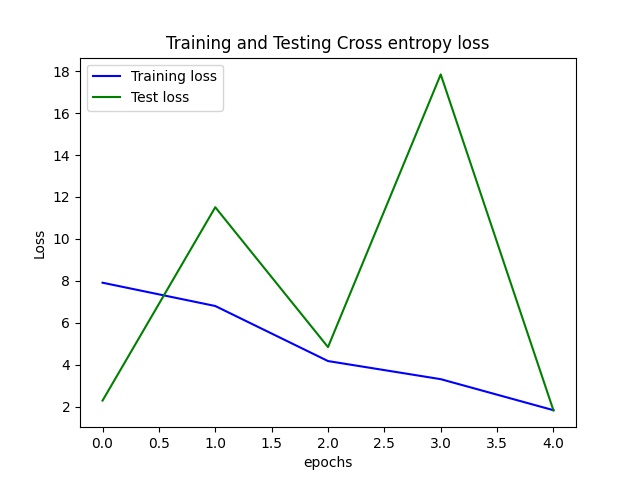 Training and Testing Cross entropy loss
Training loss
Test loss
18
16
14
12
10
8
6
4
2
Loss
0.0 0.5 1.0 1.5 2.0 2.5 3.0 3.5 4.0
epochs